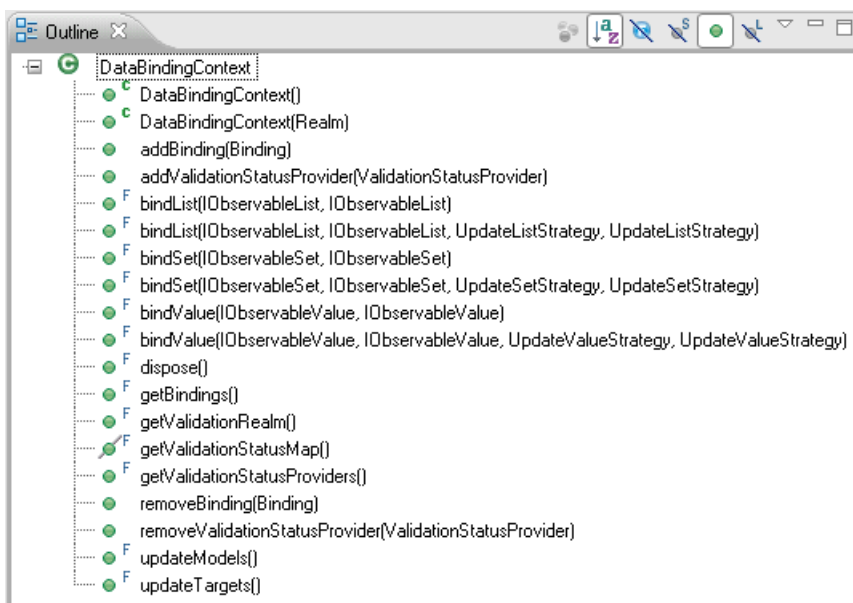 Outline
DataBindingContext
DataBindingContext()
DataBindingContext(Realm)
addBinding(Binding)
addValidationStatusProvider(ValidationStatusProvider)
bindList(IObservableList, IObservableList)
bindList(IObservableList, IObservableList, UpdateListStrategy, UpdateListStrategy)
bindSet(IObservableSet, IObservableSet)
bindSet(IObservableSet, IObservableSet, UpdateSetStrategy, UpdateSetStrategy)
bindValue(IObservableValue, IObservableValue)
bindValue(IObservableValue, IObservableValue, UpdateValueStrategy, UpdateValueStrategy)
dispose()
getBindings()
getValidationRealm()
getValidationStatusMap()
getValidationStatusProviders()
removeBinding(Binding)
removeValidationStatusProvider(ValidationStatusProvider)
updateModels()
updateTargets()